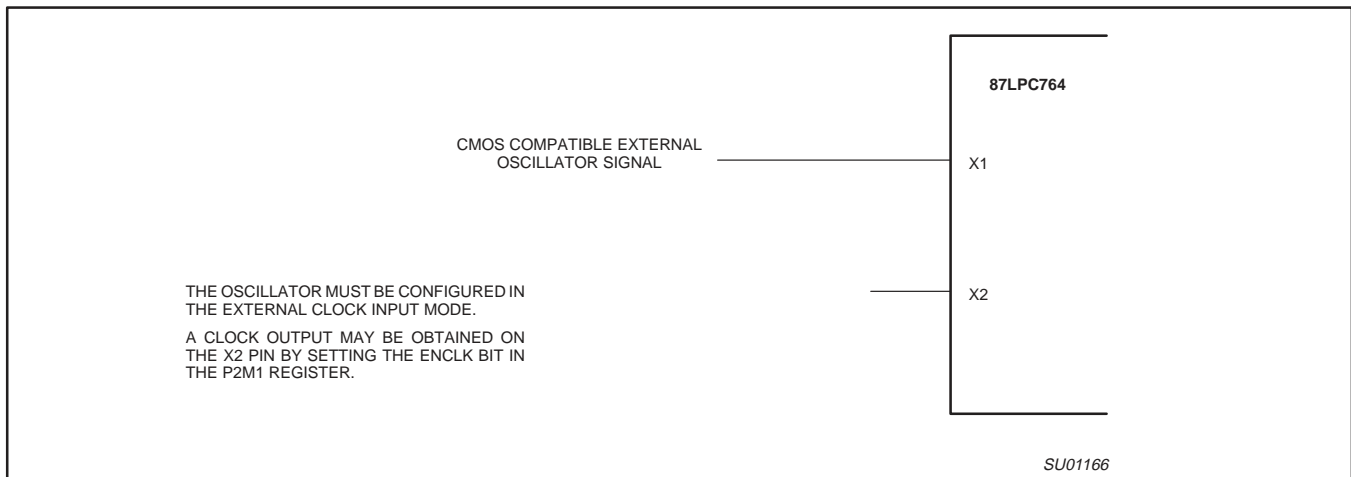 87LPC764
CMOS COMPATIBLE EXTERNAL
OSCILLATOR SIGNAL
X1
THE OSCILLATOR MUST BE CONFIGURED IN
THE EXTERNAL CLOCK INPUT MODE.
X2
A CLOCK OUTPUT MAY BE OBTAINED ON
THE X2 PIN BY SETTING THE ENCLK BIT IN
THE P2M1 REGISTER.
SU01166